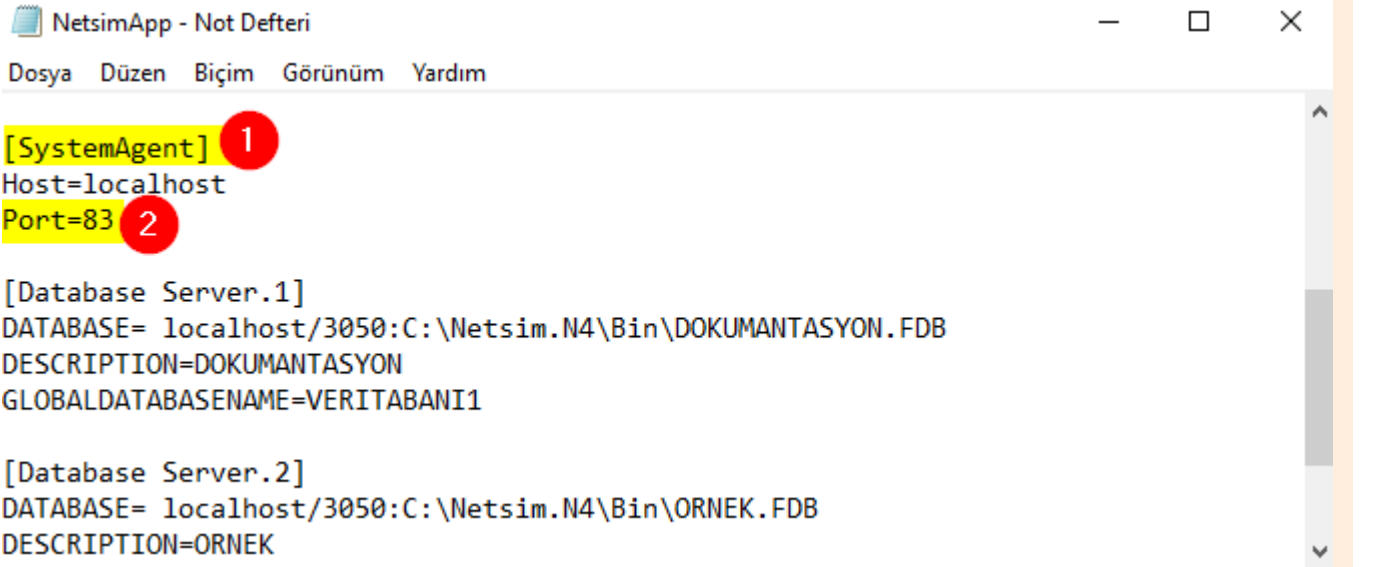 NetsimApp - Not Defteri
Dosya Düzen Biçim Görünüm Yardım
[SystemAgent] 1
Host=localhost
Port=83 2
[Database Server.1]
DATABASE= localhost/3050:C:\Netsim.N4\Bin\DOKUMANTASYON.FDB
DESCRIPTION=DOKUMANTASYON
GLOBALDATABASENAME=VERITABANI1
[Database Server.2]
DATABASE= localhost/3050:C:\Netsim.N4\Bin\ORNEK.FDB
DESCRIPTION=ORNEK